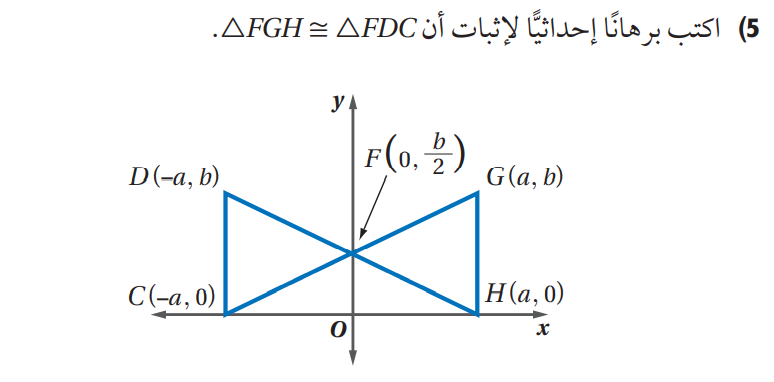 (5 اكتب برهانًا إحداثيًّا لإثبات أن △FGH ≅ △FDC.
y
F(0, b/2)
D(–a, b)
G(a, b)
C(–a, 0)
H(a, 0)
O
x